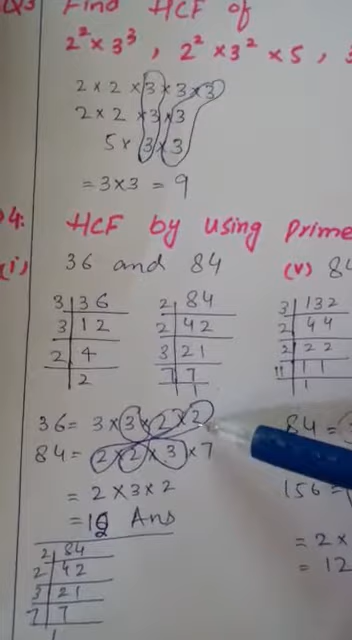 Find HCF of
2² × 3³ , 2² × 3² × 5 , 3
2 × 2 × 3 × 3 × 3
2 × 2 × 3 × 3
5 × 3 × 3
= 3 × 3 = 9
4: HCF by using Prime
(i) 36 and 84 (v) 84
3 | 36
3 | 12
2 | 4
2
2 | 84
2 | 42
3 | 21
7 | 7
1
3 | 132
2 | 44
2 | 22
11 | 11
1
36 = 3 × 3 × 2 × 2
84 = 2 × 2 × 3 × 7
= 2 × 3 × 2
= 12 Ans
84 =
156 =
= 2 ×
= 12
2 | 84
2 | 42
3 | 21
7 | 7
1